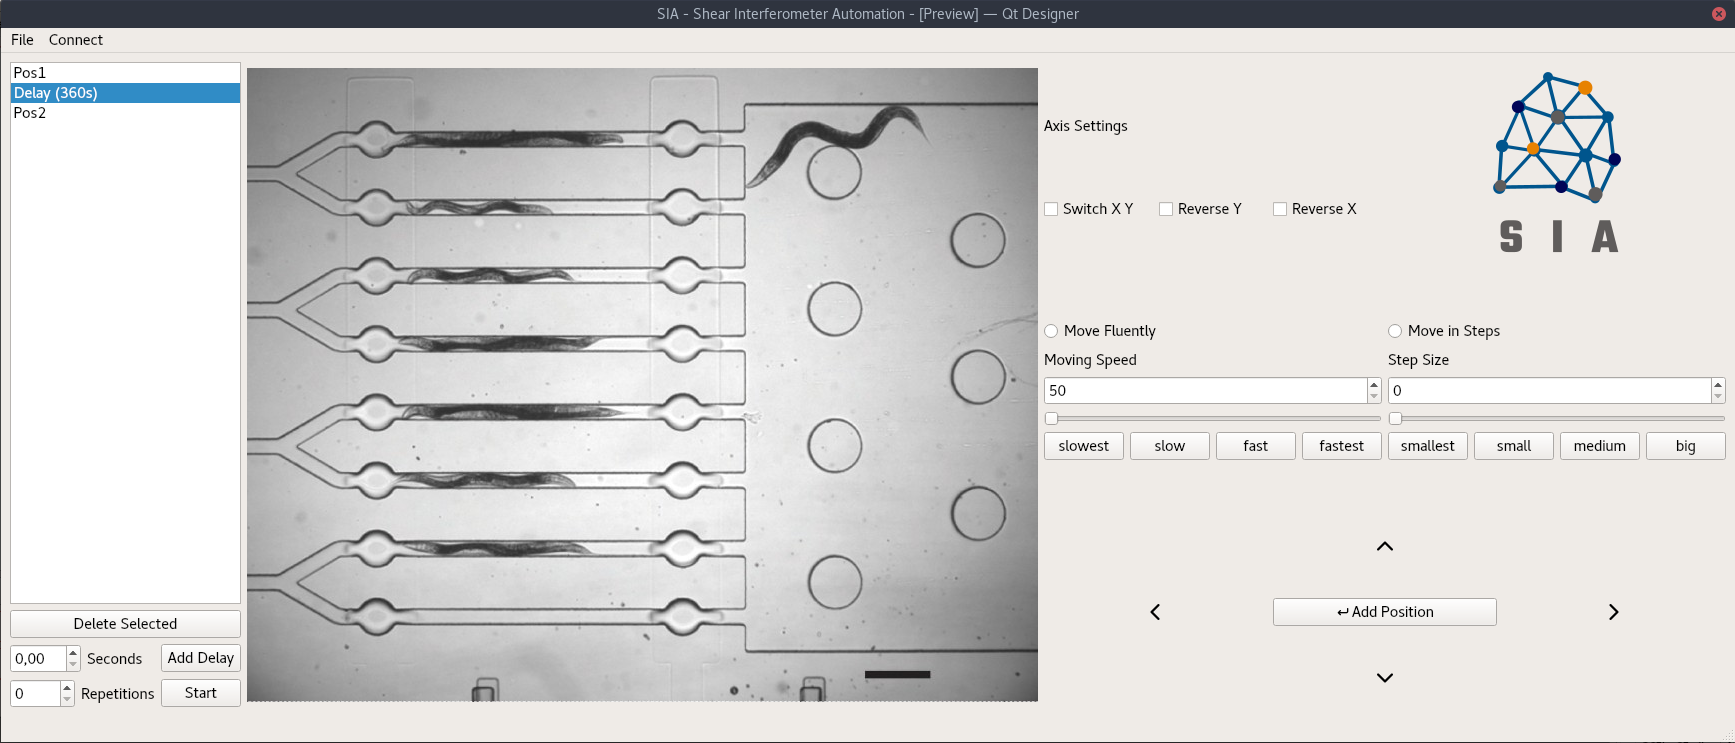 SIA - Shear Interferometer Automation - [Preview] — Qt Designer
File Connect
Pos1
Delay (360s)
Pos2
Delete Selected
0,00 Seconds Add Delay
0 Repetitions Start
Axis Settings
Switch X Y Reverse Y Reverse X
SIA
Move Fluently Move in Steps
Moving Speed Step Size
50 0
slowest slow fast fastest smallest small medium big
↵ Add Position